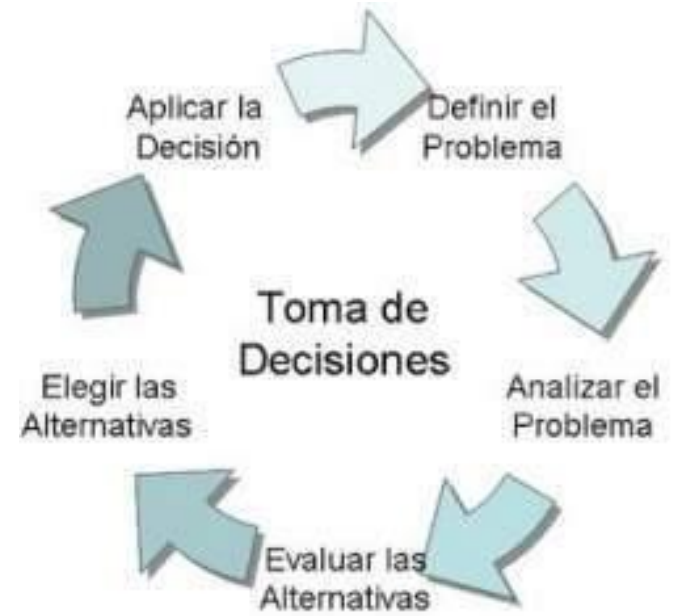 Aplicar la
Decisión
Definir el
Problema
Toma de
Decisiones
Elegir las
Alternativas
Analizar el
Problema
Evaluar las
Alternativas